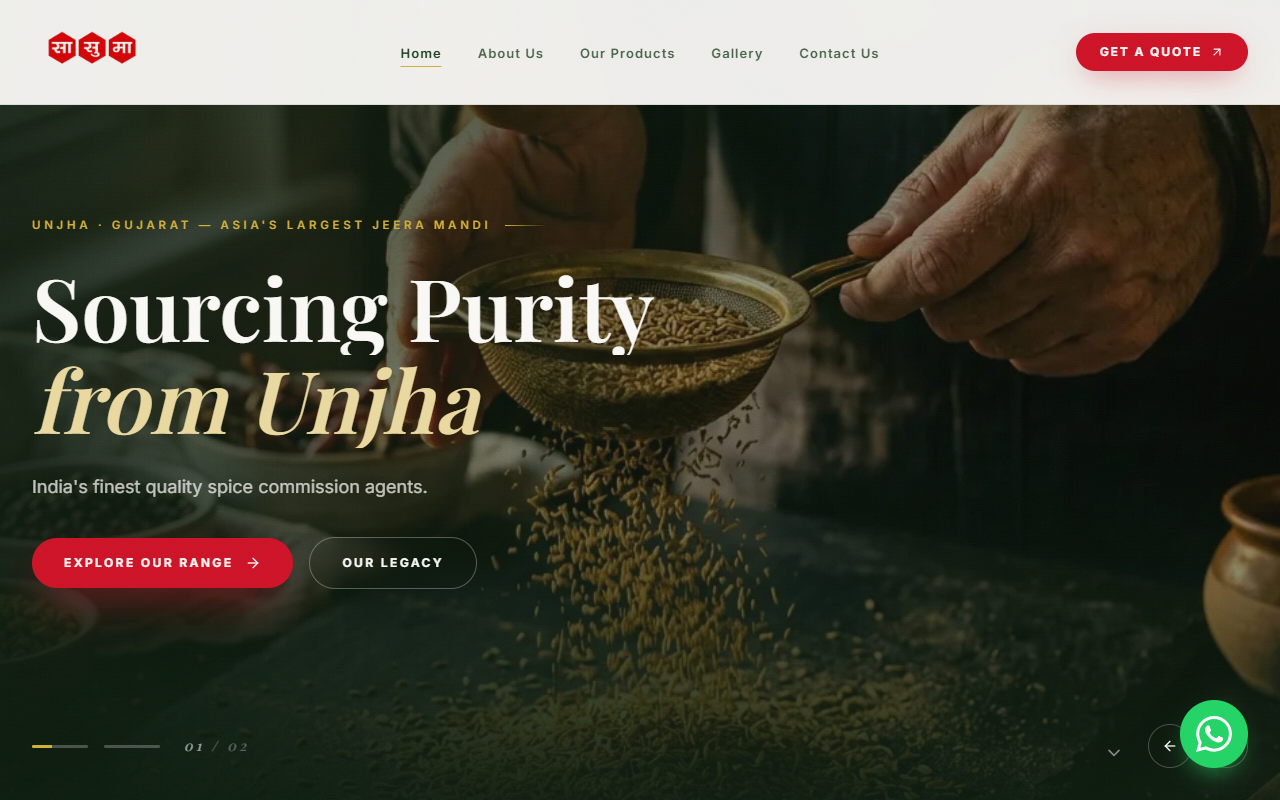 सा सु मा
Home
About Us
Our Products
Gallery
Contact Us
GET A QUOTE
UNJHA · GUJARAT — ASIA'S LARGEST JEERA MANDI
Sourcing Purity
from Unjha
India's finest quality spice commission agents.
EXPLORE OUR RANGE
OUR LEGACY
01 / 02